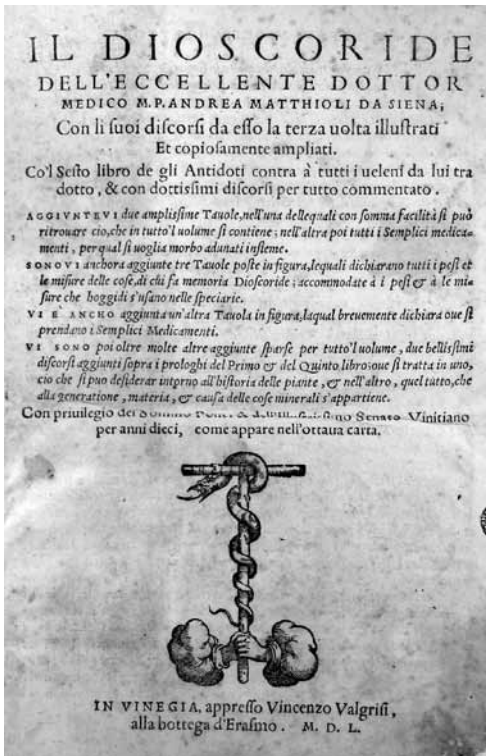 IL DIOSCORIDE
DELL'ECCELLENTE DOTTOR
MEDICO M.P. ANDREA MATTHIOLI DA SIENA;
Con li suoi discorsi da esso la terza uolta illustrati
Et copiosamente ampliati.
Co'l Sesto libro de gli Antidoti contra à tutti i ueleni da lui tra
dotto, & con dottissimi discorsi per tutto commentato.
AGGIVNTEVI due amplissime Tauole, nell'una dellequali con somma facilità si può
ritrouare cio, che in tutto'l uolume si contiene; nell'altra poi tutti i Semplici medica-
menti, per qual si uoglia morbo adunati insieme.
SONOVI anchora aggiunte tre Tauole poste in figura, lequali dichiarano tutti i pesi et
le misure delle cose, di chi fa memoria Dioscoride; accommodate à i pesi & à le mi=
sure che hoggidi s'usano nelle speciarie.
VI E ANCHO aggiunta un'altra Tauola in figura, laqual breuemente dichiara oue si
prendano i Semplici Medicamenti.
VI SONO poi oltre molte altre aggiunte sparse per tutto'l uolume, due bellissimi
discorsi aggiunti sopra i prologhi del Primo & del Quinto libro; oue si tratta in uno,
cio che si puo desiderar intorno all'historia delle piante, & nell'altro, quel tutto, che
alla generatione, materia, & causa delle cose minerali s'appartiene.
Con priuilegio del Senato Vinitiano
per anni dieci, come appare nell'ottaua carta.
IN VINEGIA, appresso Vincenzo Valgrisi,
alla bottega d'Erasmo. M. D. L.